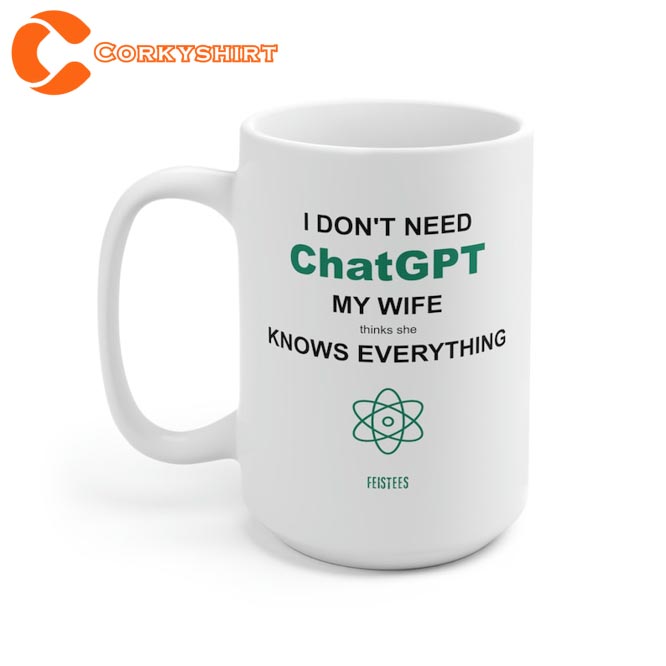 CORKYSHIRT
I DON'T NEED
ChatGPT
MY WIFE
thinks she
KNOWS EVERYTHING
FEISTEES